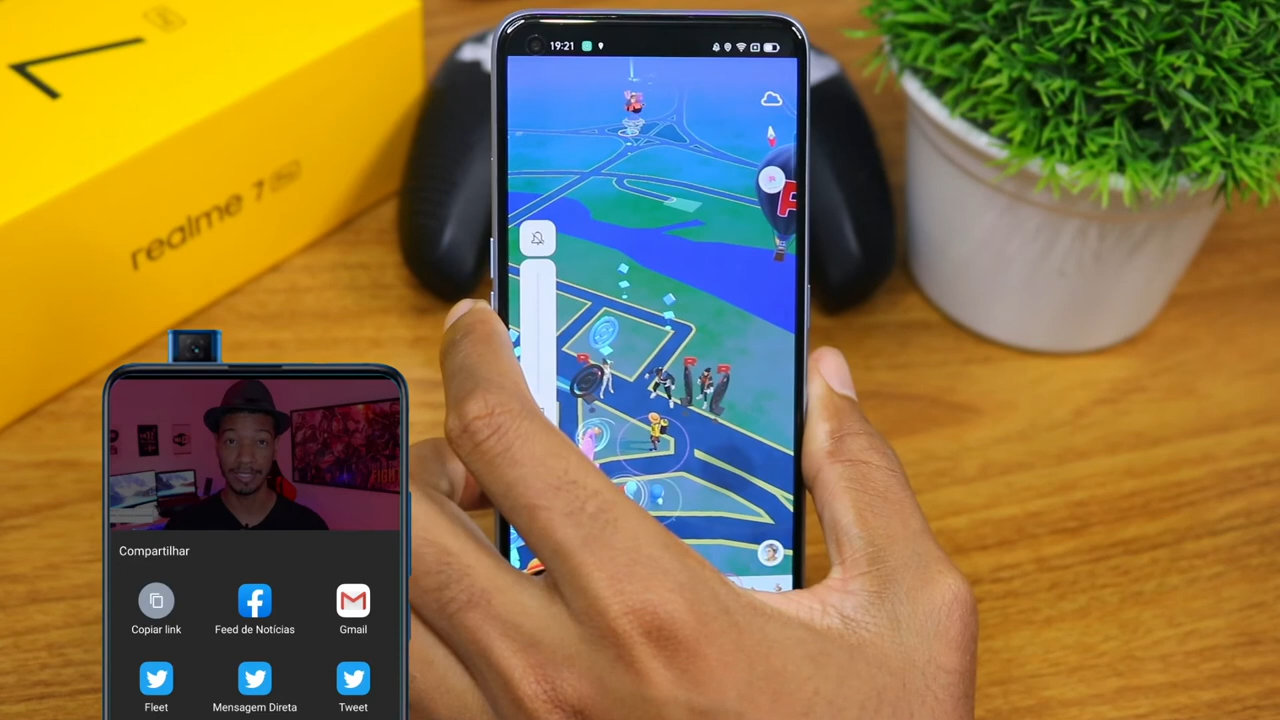 realme 7
19:21
R
R
R
R
Compartilhar
Copiar link
Feed de Notícias
Gmail
Fleet
Mensagem Direta
Tweet